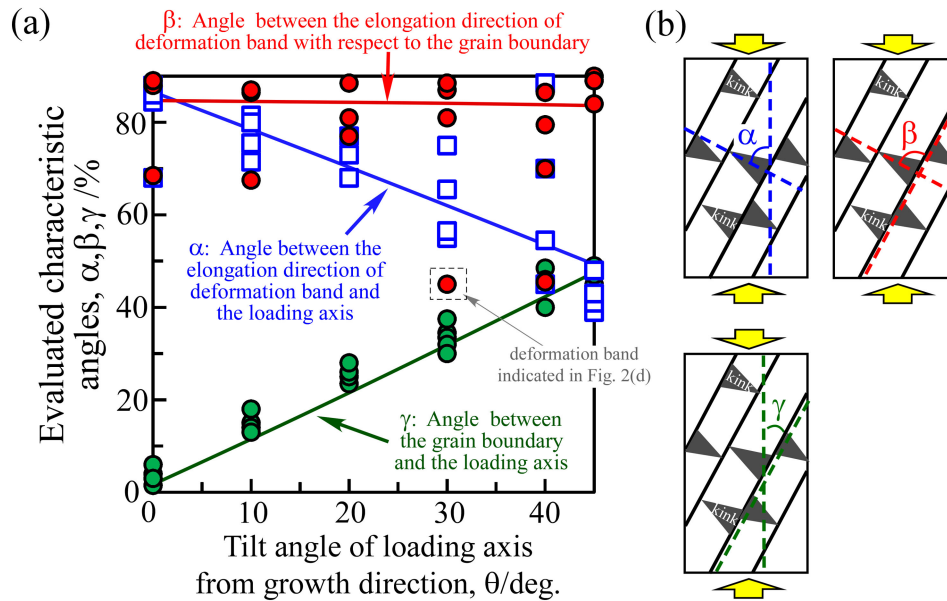 (a)
β: Angle between the elongation direction of
deformation band with respect to the grain boundary
Evaluated characteristic
angles, α,β,γ /%
80
60
40
20
0
α: Angle between the
elongation direction of
deformation band and
the loading axis
deformation band
indicated in Fig. 2(d)
γ: Angle between
the grain boundary
and the loading axis
0
10
20
30
40
Tilt angle of loading axis
from growth direction, θ/deg.
(b)
kink
α
kink
kink
β
kink
kink
γ
kink